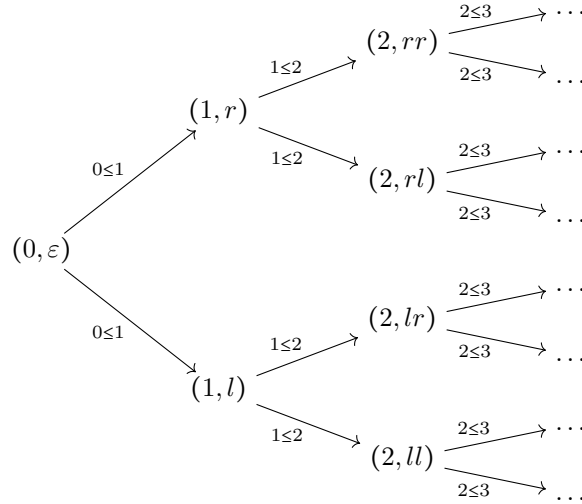 2≤3 ...
(2, rr)
1≤2 2≤3 ...
(1, r)
0≤1 1≤2 2≤3 ...
(2, rl)
2≤3 ...
(0, ε)
2≤3 ...
(2, lr)
0≤1 1≤2 2≤3 ...
(1, l)
1≤2 2≤3 ...
(2, ll)
2≤3 ...